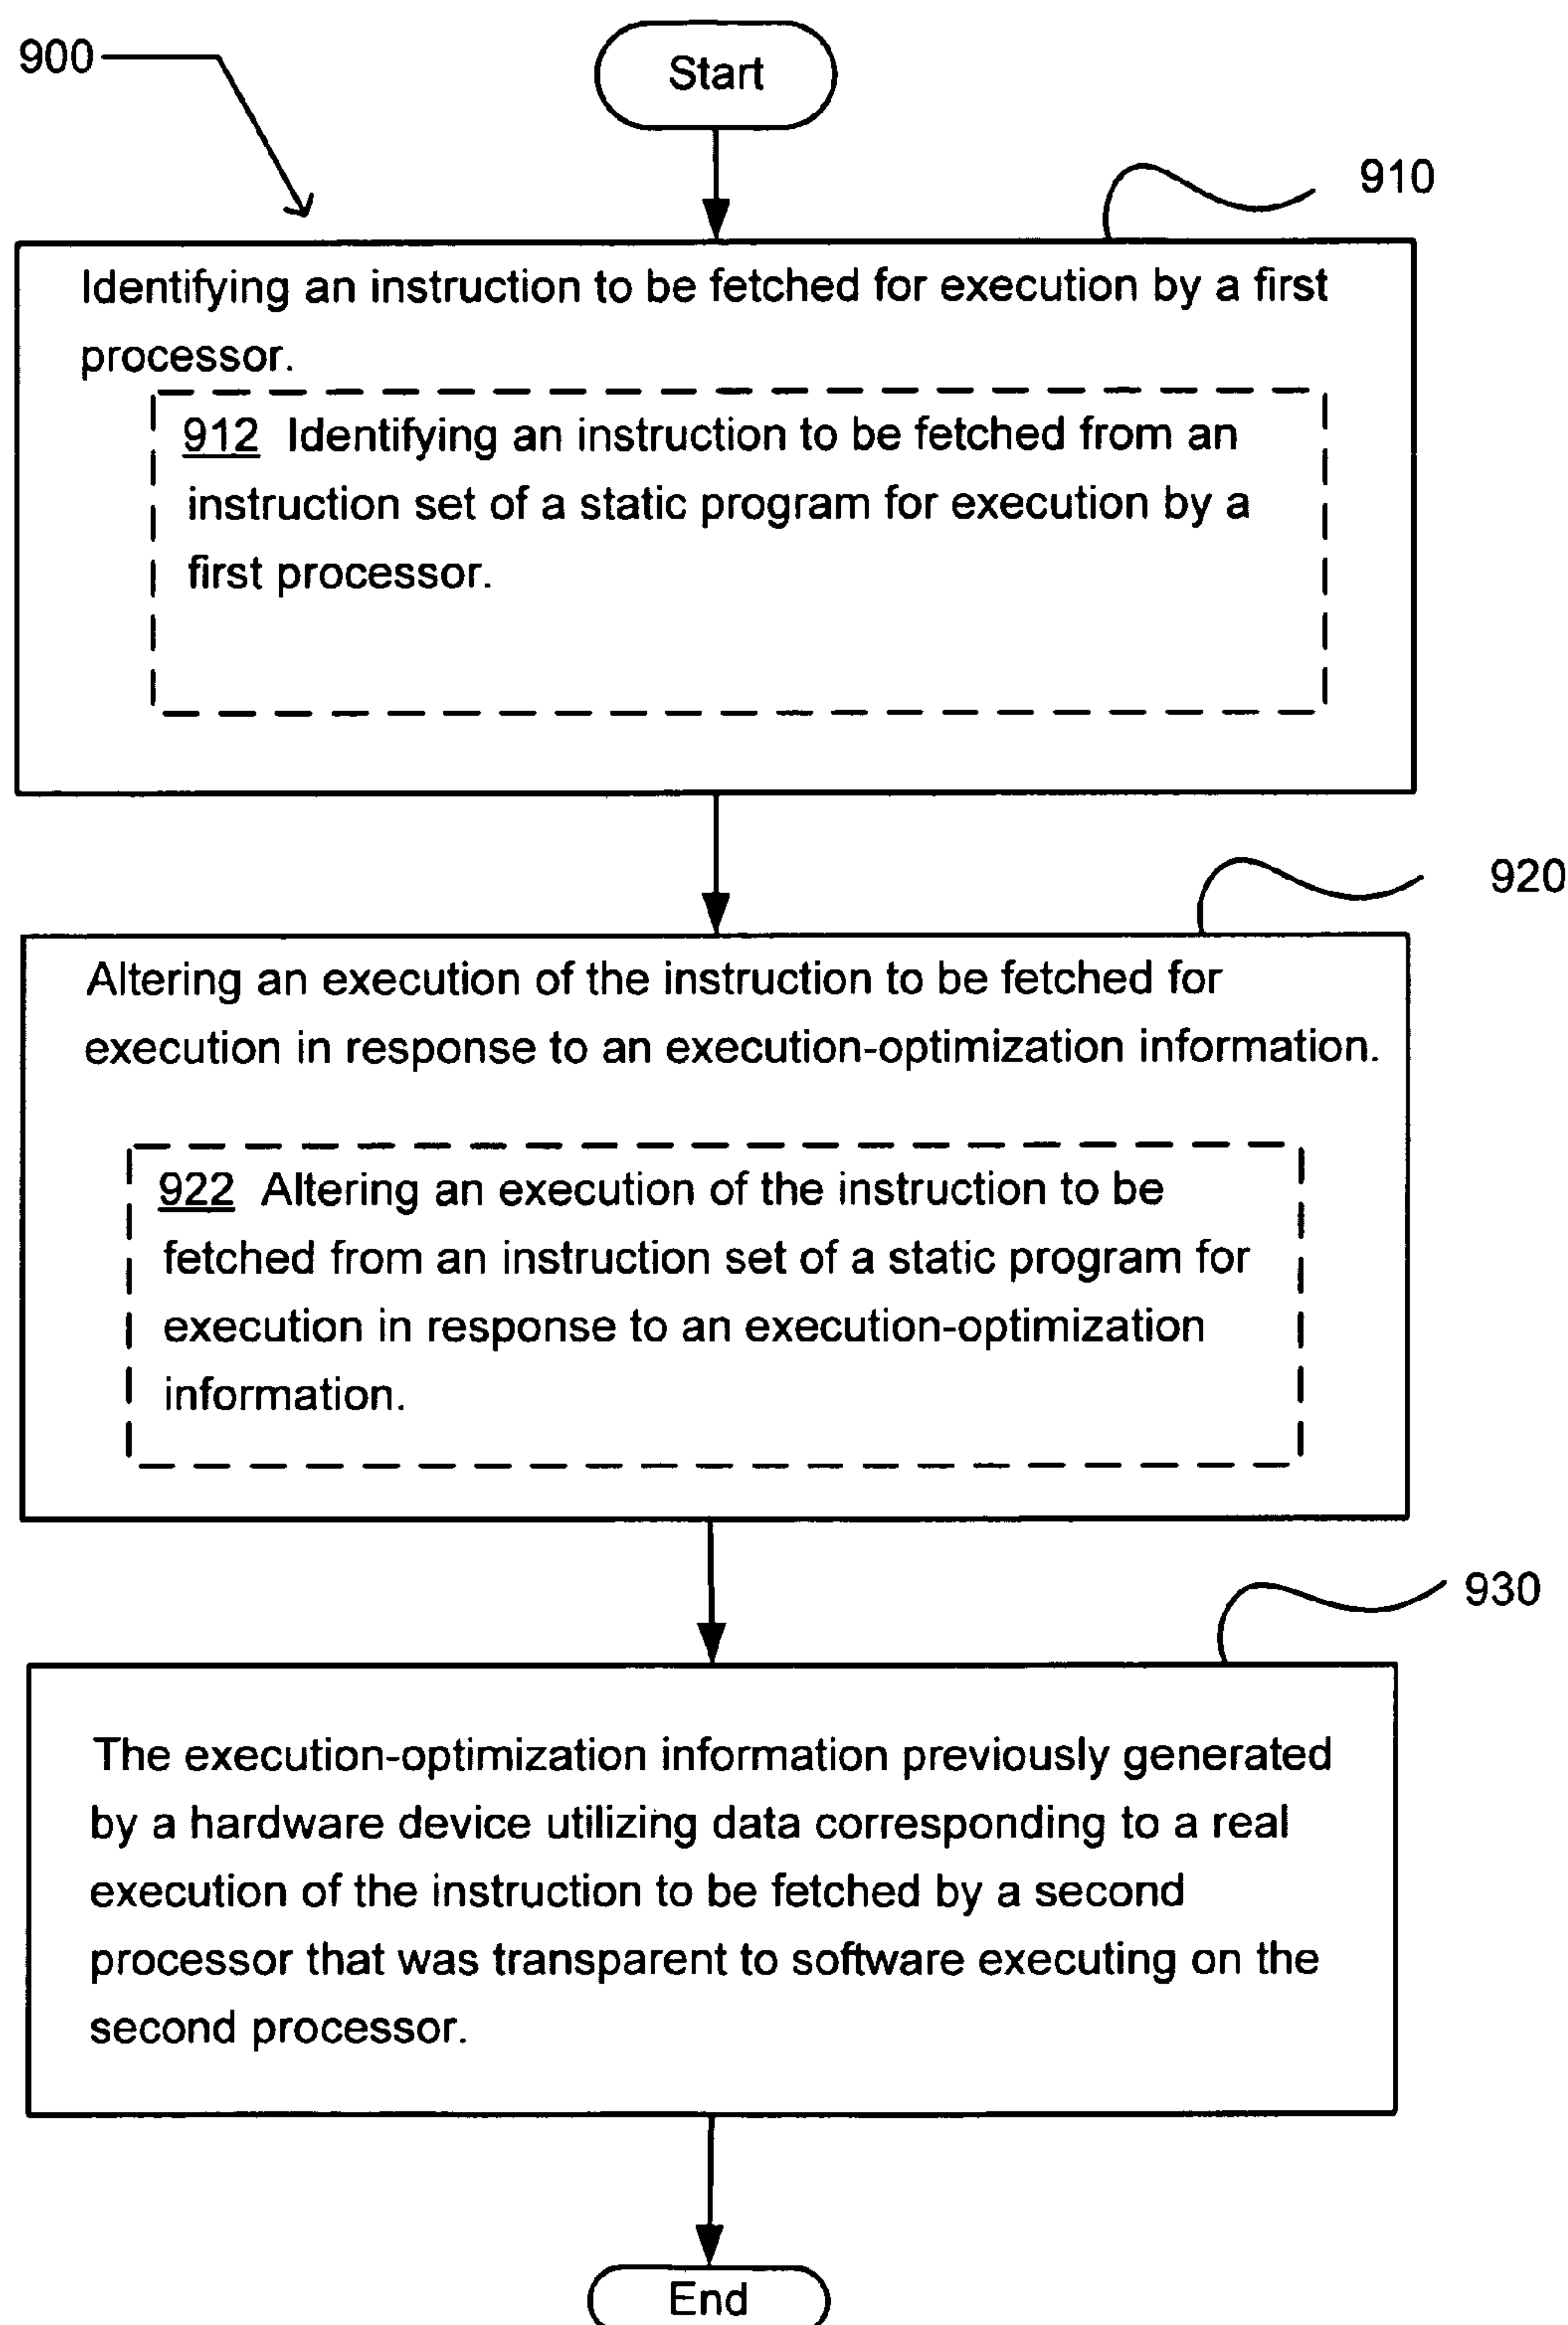 900
Start
910
Identifying an instruction to be fetched for execution by a first
processor.
912 Identifying an instruction to be fetched from an
instruction set of a static program for execution by a
first processor.
920
Altering an execution of the instruction to be fetched for
execution in response to an execution-optimization information.
922 Altering an execution of the instruction to be
fetched from an instruction set of a static program for
execution in response to an execution-optimization
information.
930
The execution-optimization information previously generated
by a hardware device utilizing data corresponding to a real
execution of the instruction to be fetched by a second
processor that was transparent to software executing on the
second processor.
End